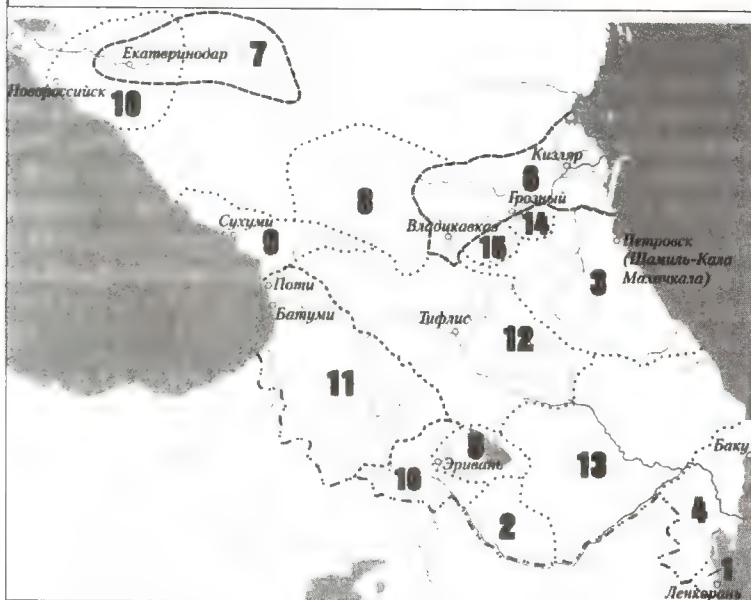 Екатеринодар
7
Новороссийск
10
Кизляр
6
8
Грозный
Сухуми
Владикавказ
14
9
15
Петровск
(Шамиль-Кала
Махачкала)
3
Поти
Батуми
Тифлис
12
11
5
Баку
Эривань
13
16
4
2
1
Ленкорань